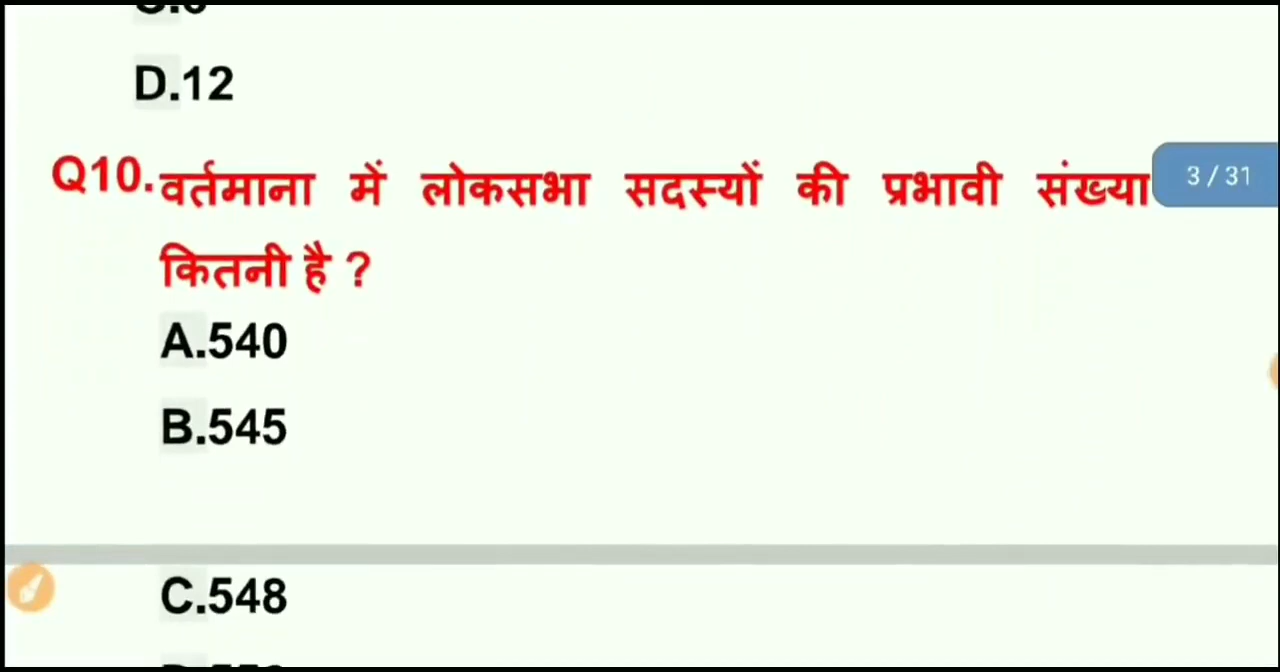 D.12
Q10. वर्तमाना में लोकसभा सदस्यों की प्रभावी संख्या
3 / 31
कितनी है ?
A.540
B.545
C.548